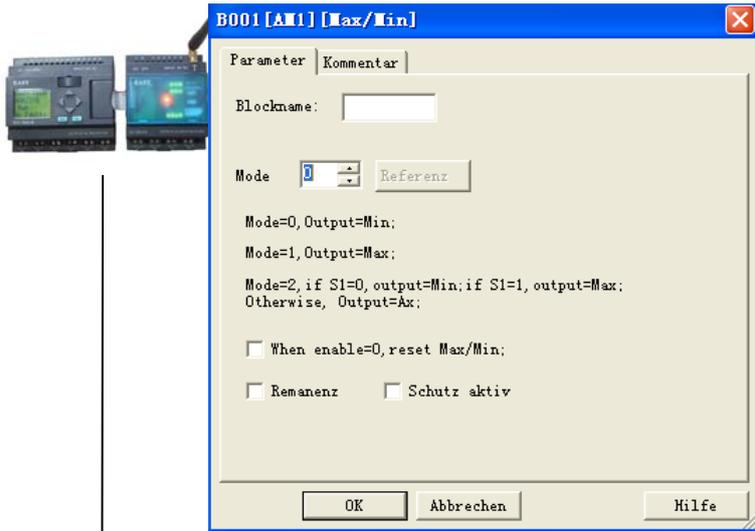 B001[AM1][Max/Min]
Parameter Kommentar
Blockname:
Mode 0 Referenz
Mode=0,Output=Min;
Mode=1,Output=Max;
Mode=2,if S1=0,output=Min;if S1=1,output=Max;
Otherwise, Output=Ax;
When enable=0,reset Max/Min;
Remanenz Schutz aktiv
OK Abbrechen Hilfe